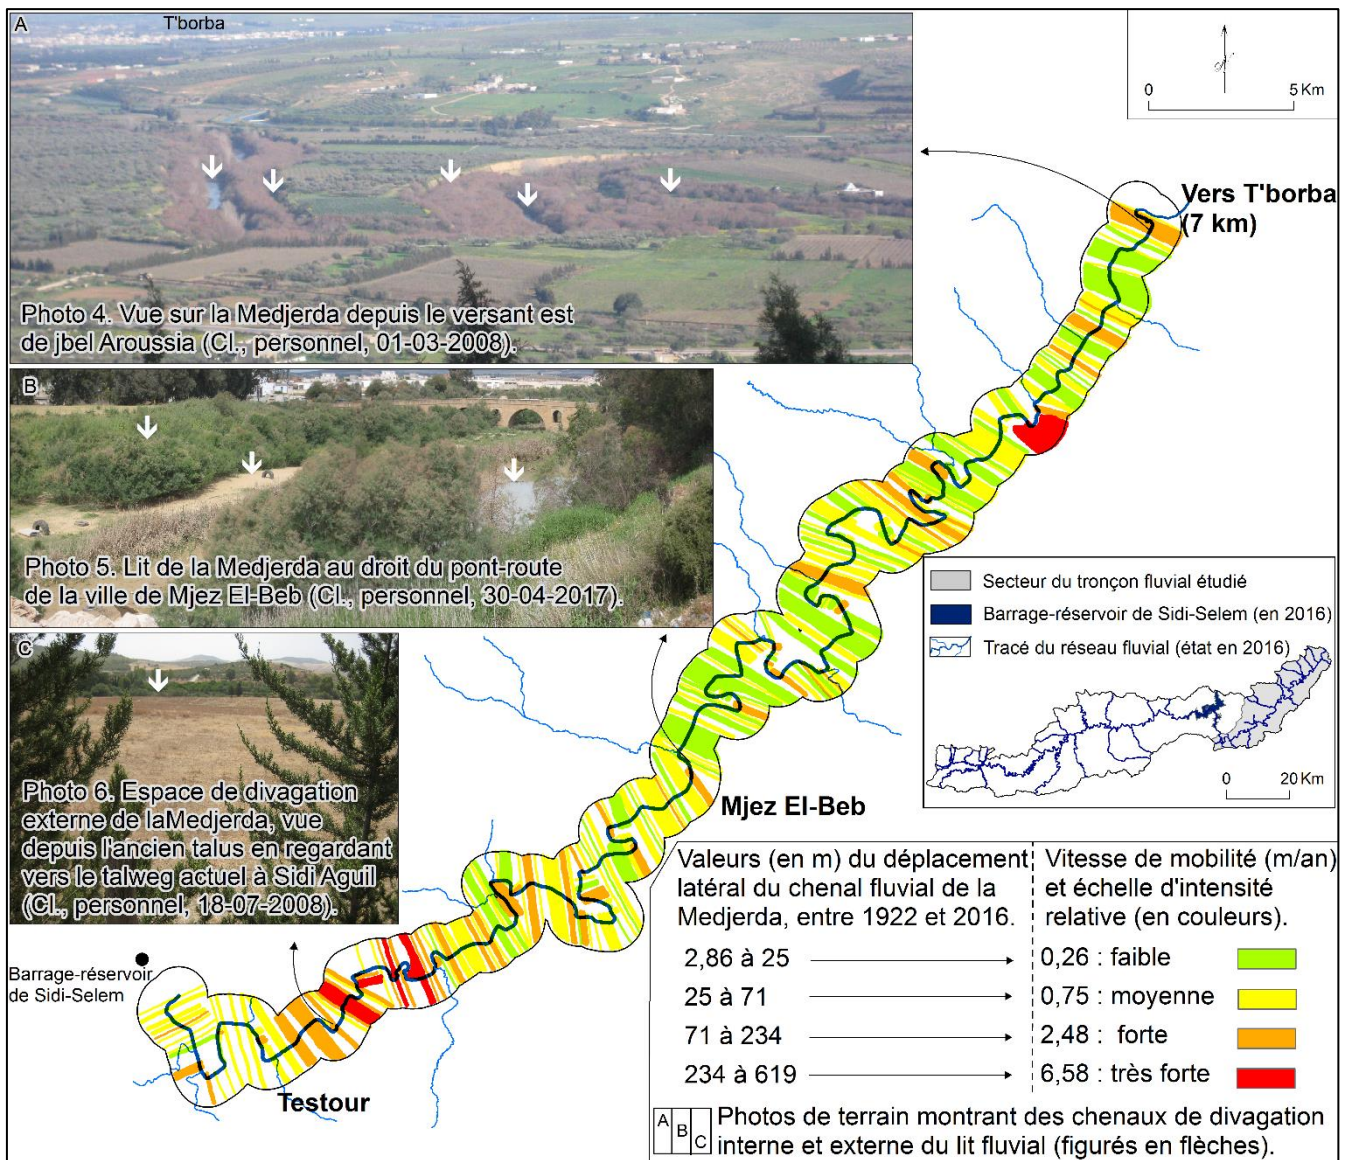 A
T'borba
Photo 4. Vue sur la Medjerda depuis le versant est
de jbel Aroussia (Cl., personnel, 01-03-2008).
B
Photo 5. Lit de la Medjerda au droit du pont-route
de la ville de Mjez El-Beb (Cl., personnel, 30-04-2017).
C
Photo 6. Espace de divagation
externe de laMedjerda, vue
depuis l'ancien talus en regardant
vers le talweg actuel à Sidi Aguil
(Cl., personnel, 18-07-2008).
0 5 Km
Vers T'borba
(7 km)
Mjez El-Beb
Testour
Barrage-réservoir
de Sidi-Selem
Secteur du tronçon fluvial étudié
Barrage-réservoir de Sidi-Selem (en 2016)
Tracé du réseau fluvial (état en 2016)
0 20 Km
Valeurs (en m) du déplacement
latéral du chenal fluvial de la
Medjerda, entre 1922 et 2016.
2,86 à 25
25 à 71
71 à 234
234 à 619
Vitesse de mobilité (m/an)
et échelle d'intensité
relative (en couleurs).
0,26 : faible
0,75 : moyenne
2,48 : forte
6,58 : très forte
A B C
Photos de terrain montrant des chenaux de divagation
interne et externe du lit fluvial (figurés en flèches).